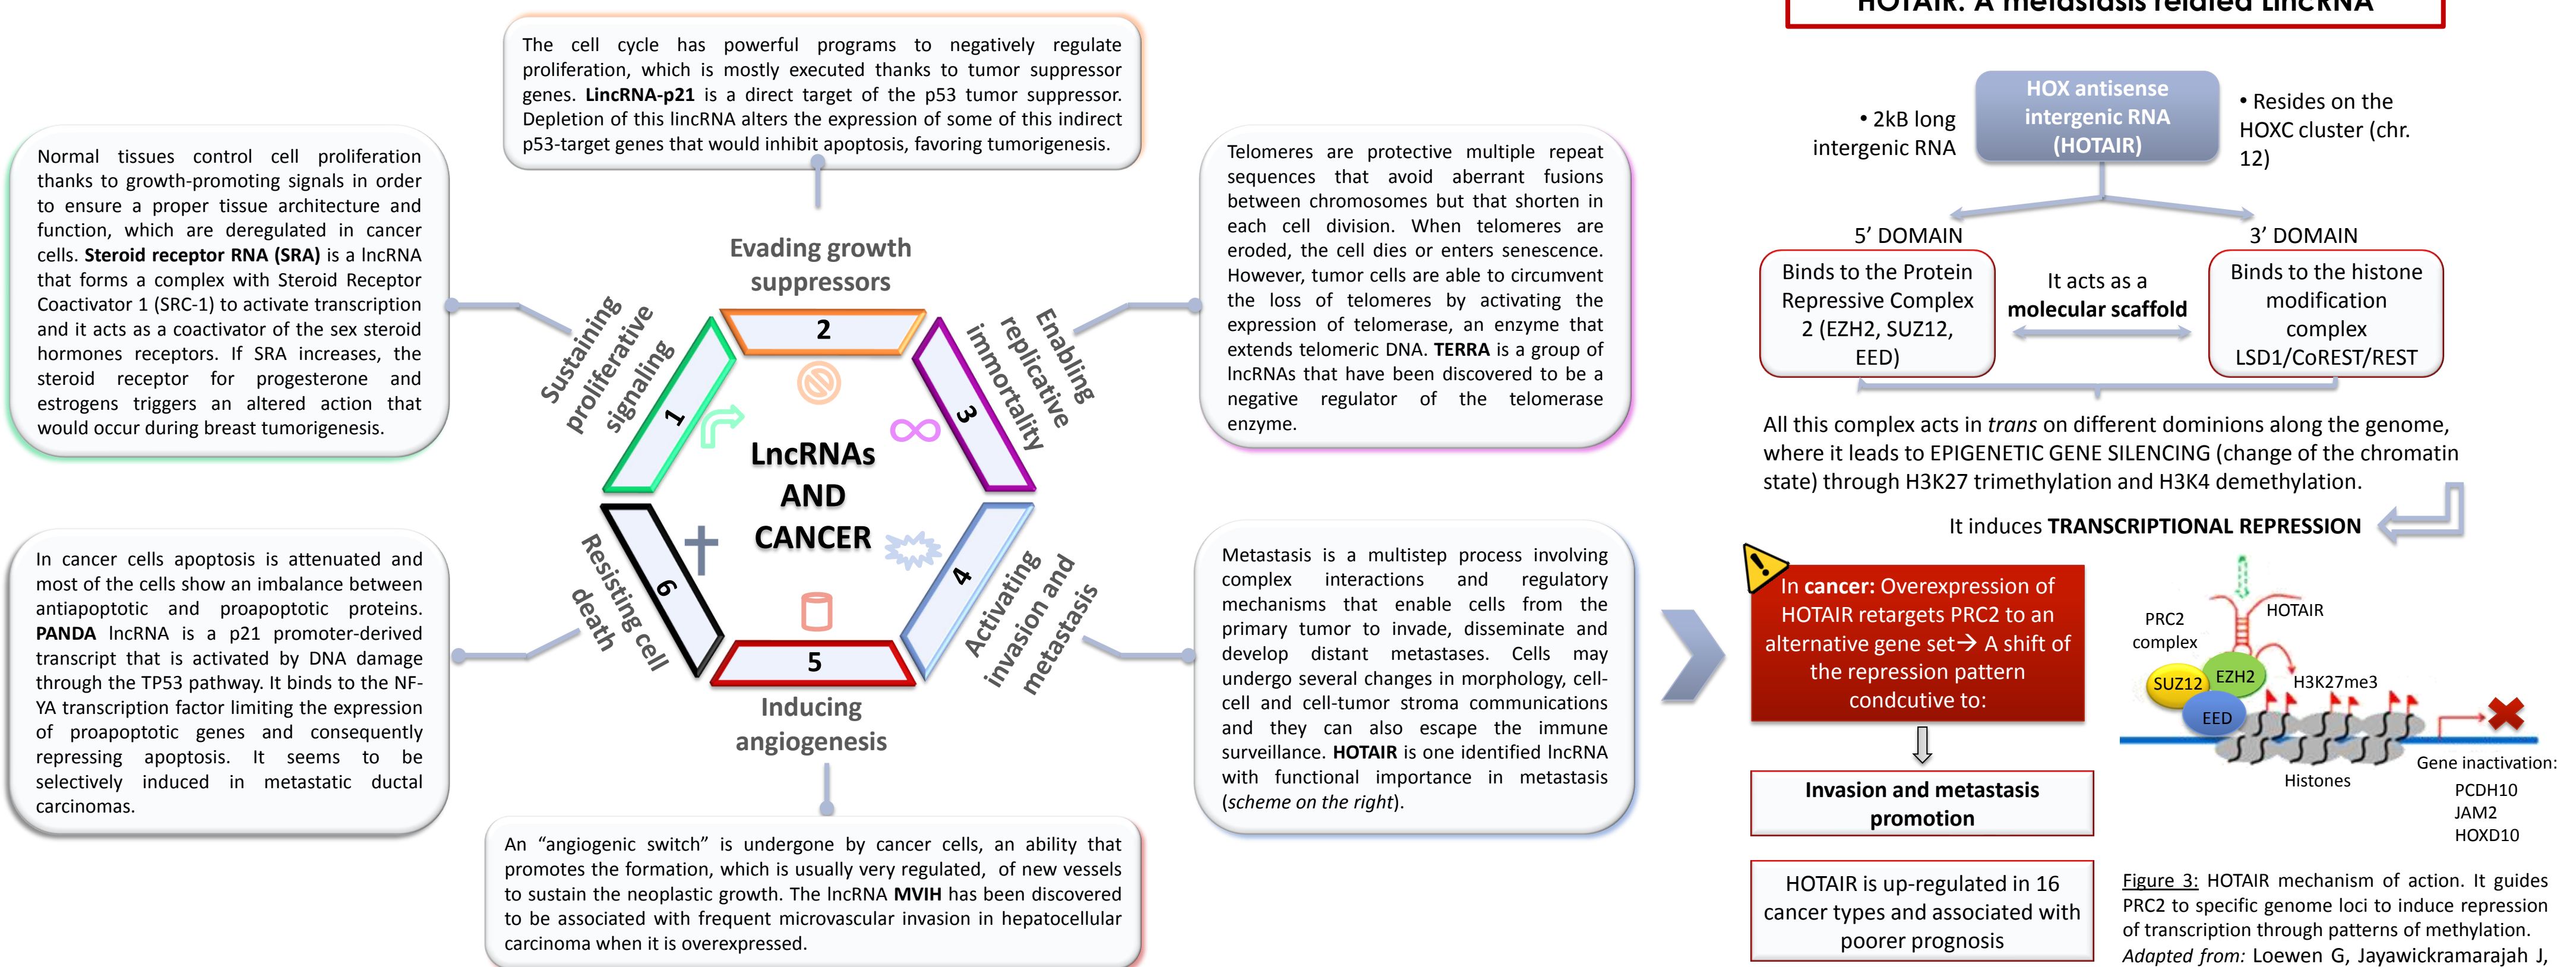 The cell cycle has powerful programs to negatively regulate
proliferation, which is mostly executed thanks to tumor suppressor
genes. LincRNA-p21 is a direct target of the p53 tumor suppressor.
Depletion of this lincRNA alters the expression of some of this indirect
p53-target genes that would inhibit apoptosis, favoring tumorigenesis.
Normal tissues control cell proliferation
thanks to growth-promoting signals in order
to ensure a proper tissue architecture and
function, which are deregulated in cancer
cells. Steroid receptor RNA (SRA) is a lncRNA
that forms a complex with Steroid Receptor
Coactivator 1 (SRC-1) to activate transcription
and it acts as a coactivator of the sex steroid
hormones receptors. If SRA increases, the
steroid receptor for progesterone and
estrogens triggers an altered action that
would occur during breast tumorigenesis.
Telomeres are protective multiple repeat
sequences that avoid aberrant fusions
between chromosomes but that shorten in
each cell division. When telomeres are
eroded, the cell dies or enters senescence.
However, tumor cells are able to circumvent
the loss of telomeres by activating the
expression of telomerase, an enzyme that
extends telomeric DNA. TERRA is a group of
lncRNAs that have been discovered to be a
negative regulator of the telomerase
enzyme.
Evading growth
suppressors
Sustaining
proliferative
signaling
Enabling
replicative
immortality
1
2
3
LncRNAs
AND
CANCER
6
5
4
Resisting cell
death
Inducing
angiogenesis
Activating
invasion and
metastasis
In cancer cells apoptosis is attenuated and
most of the cells show an imbalance between
antiapoptotic and proapoptotic proteins.
PANDA lncRNA is a p21 promoter-derived
transcript that is activated by DNA damage
through the TP53 pathway. It binds to the NF-
YA transcription factor limiting the expression
of proapoptotic genes and consequently
repressing apoptosis. It seems to be
selectively induced in metastatic ductal
carcinomas.
Metastasis is a multistep process involving
complex interactions and regulatory
mechanisms that enable cells from the
primary tumor to invade, disseminate and
develop distant metastases. Cells may
undergo several changes in morphology, cell-
cell and cell-tumor stroma communications
and they can also escape the immune
surveillance. HOTAIR is one identified lncRNA
with functional importance in metastasis
(scheme on the right).
An “angiogenic switch” is undergone by cancer cells, an ability that
promotes the formation, which is usually very regulated, of new vessels
to sustain the neoplastic growth. The lncRNA MVIH has been discovered
to be associated with frequent microvascular invasion in hepatocellular
carcinoma when it is overexpressed.
HOTAIR: A metastasis related LincRNA
• 2kB long
intergenic RNA
HOX antisense
intergenic RNA
(HOTAIR)
• Resides on the
HOXC cluster (chr.
12)
5’ DOMAIN
3’ DOMAIN
Binds to the Protein
Repressive Complex
2 (EZH2, SUZ12,
EED)
It acts as a
molecular scaffold
Binds to the histone
modification
complex
LSD1/CoREST/REST
All this complex acts in trans on different dominions along the genome,
where it leads to EPIGENETIC GENE SILENCING (change of the chromatin
state) through H3K27 trimethylation and H3K4 demethylation.
It induces TRANSCRIPTIONAL REPRESSION
In cancer: Overexpression of
HOTAIR retargets PRC2 to an
alternative gene set→ A shift of
the repression pattern
condcutive to:
Invasion and metastasis
promotion
HOTAIR is up-regulated in 16
cancer types and associated with
poorer prognosis
PRC2
complex
HOTAIR
SUZ12
EZH2
EED
H3K27me3
Histones
Gene inactivation:
PCDH10
JAM2
HOXD10
Figure 3: HOTAIR mechanism of action. It guides
PRC2 to specific genome loci to induce repression
of transcription through patterns of methylation.
Adapted from: Loewen G, Jayawickramarajah J,